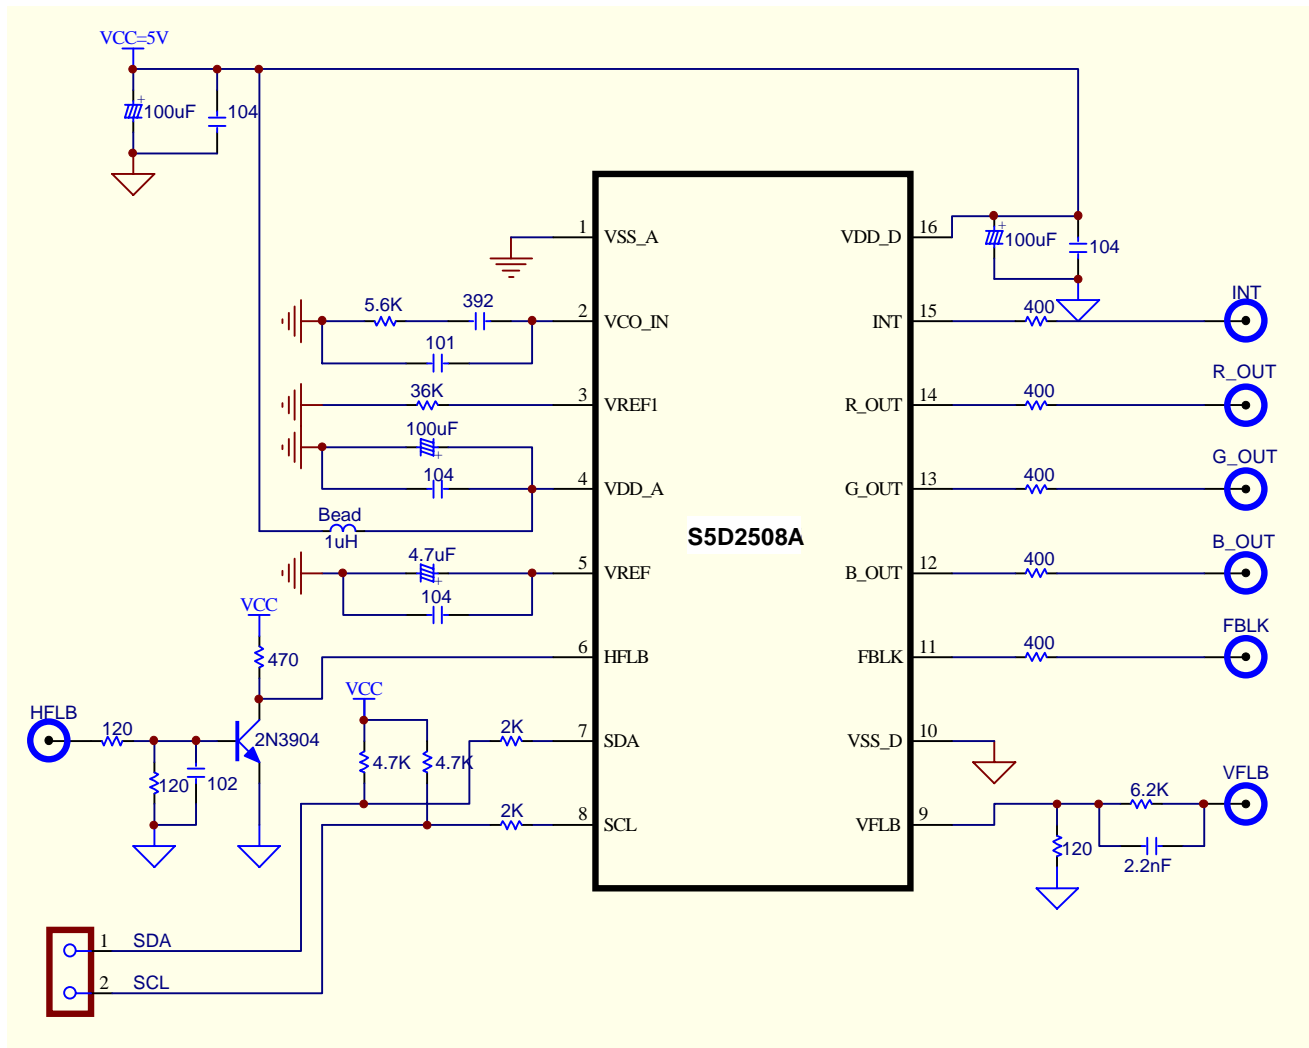 VCC=5V
+
100uF
104
1
VSS_A
VDD_D
16
+
100uF
104
5.6K
392
2
VCO_IN
INT
15
400
INT
101
36K
3
VREF1
R_OUT
14
400
R_OUT
100uF
+
104
4
VDD_A
G_OUT
13
400
G_OUT
Bead
1uH
S5D2508A
4.7uF
+
5
VREF
B_OUT
12
400
B_OUT
104
VCC
470
6
HFLB
FBLK
11
400
FBLK
VCC
HFLB
120
2N3904
2K
7
SDA
VSS_D
10
120
102
4.7K
4.7K
VFLB
6.2K
2K
8
SCL
VFLB
9
120
2.2nF
1
SDA
2
SCL